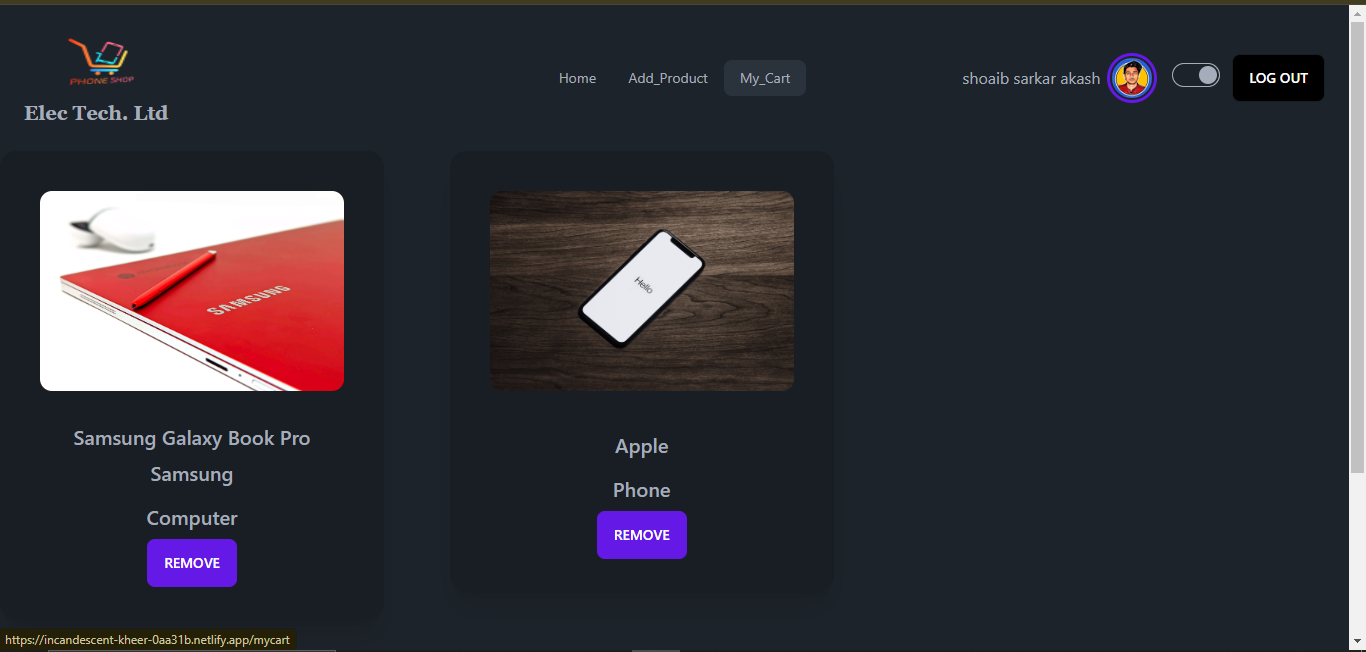 PHONE SHOP
Elec Tech. Ltd
Home
Add_Product
My_Cart
shoaib sarkar akash
LOG OUT
SAMSUNG
Samsung Galaxy Book Pro
Samsung
Computer
REMOVE
Hello
Apple
Phone
REMOVE
https://incandescent-kheer-0aa31b.netlify.app/mycart